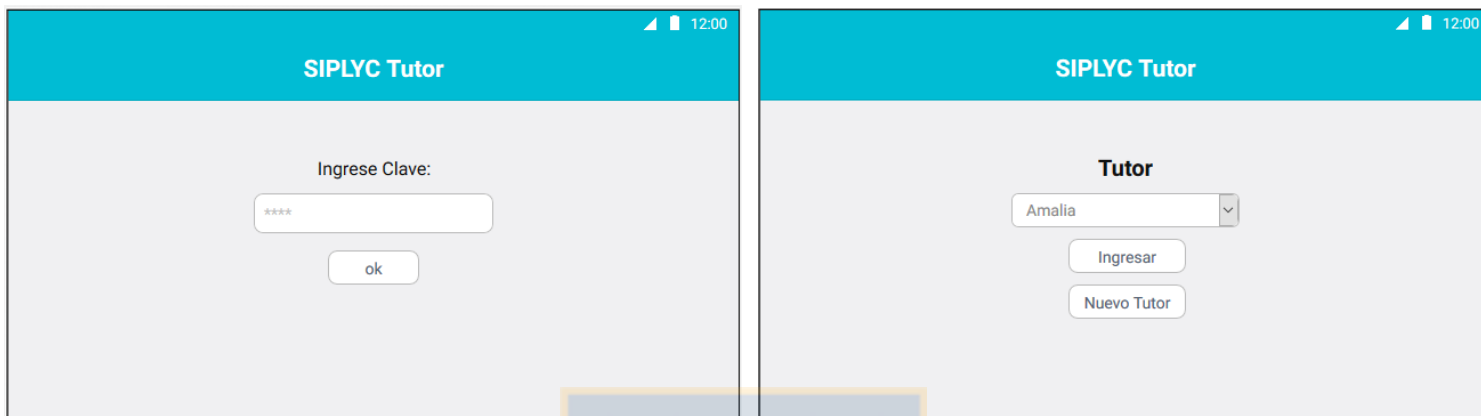 12:00
SIPLYC Tutor
Ingrese Clave:
****
ok
12:00
SIPLYC Tutor
Tutor
Amalia
Ingresar
Nuevo Tutor